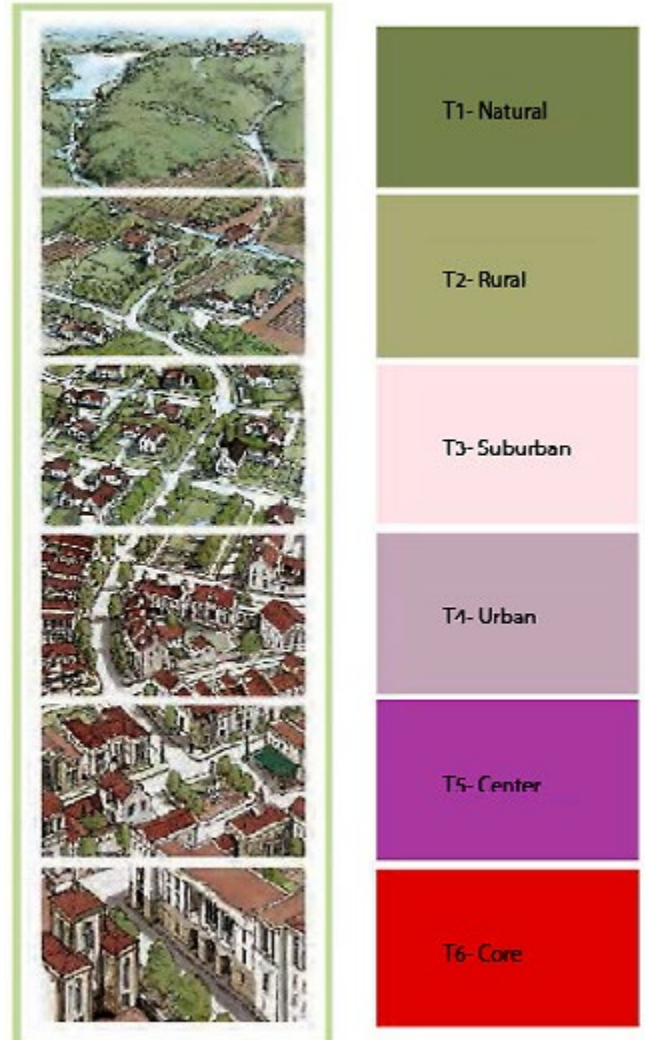 T1- Natural
T2- Rural
T3- Suburban
T4- Urban
T5- Center
T6- Core